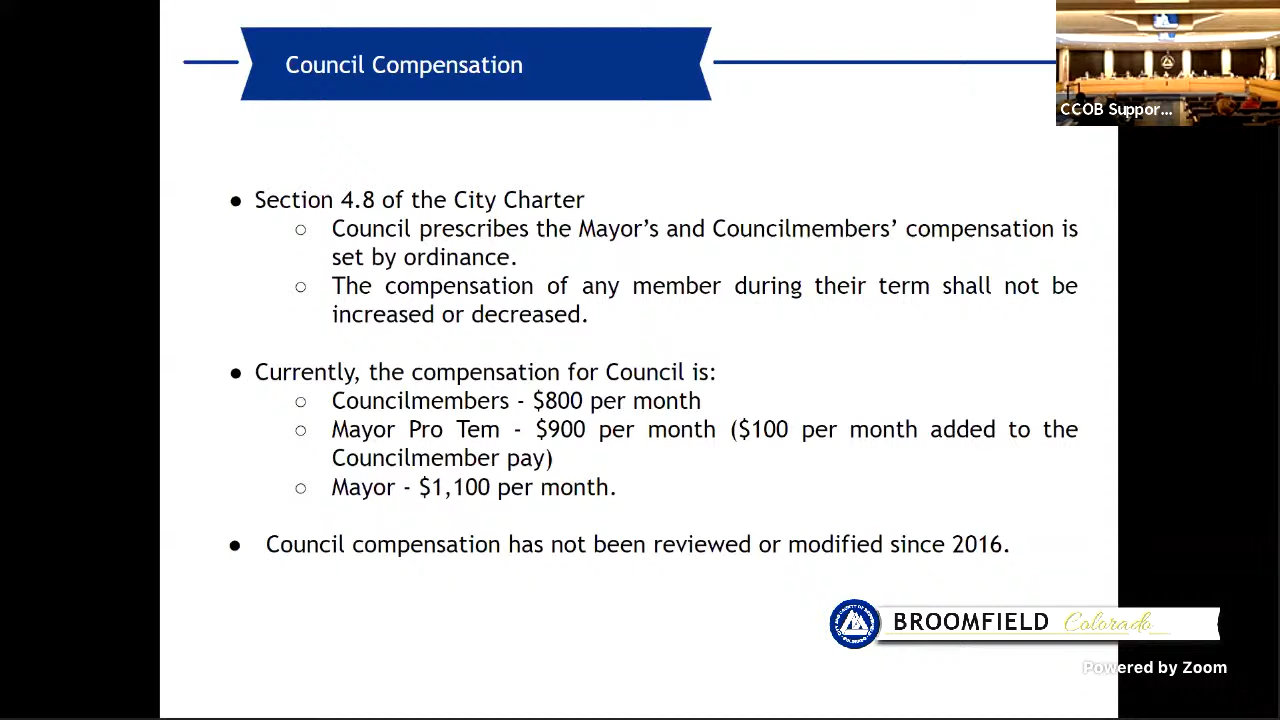 Council Compensation
CCOB Suppor...
● Section 4.8 of the City Charter
○ Council prescribes the Mayor's and Councilmembers' compensation is
set by ordinance.
○ The compensation of any member during their term shall not be
increased or decreased.
● Currently, the compensation for Council is:
○ Councilmembers - $800 per month
○ Mayor Pro Tem - $900 per month ($100 per month added to the
Councilmember pay)
○ Mayor - $1,100 per month.
● Council compensation has not been reviewed or modified since 2016.
BROOMFIELD Colorado
Powered by Zoom